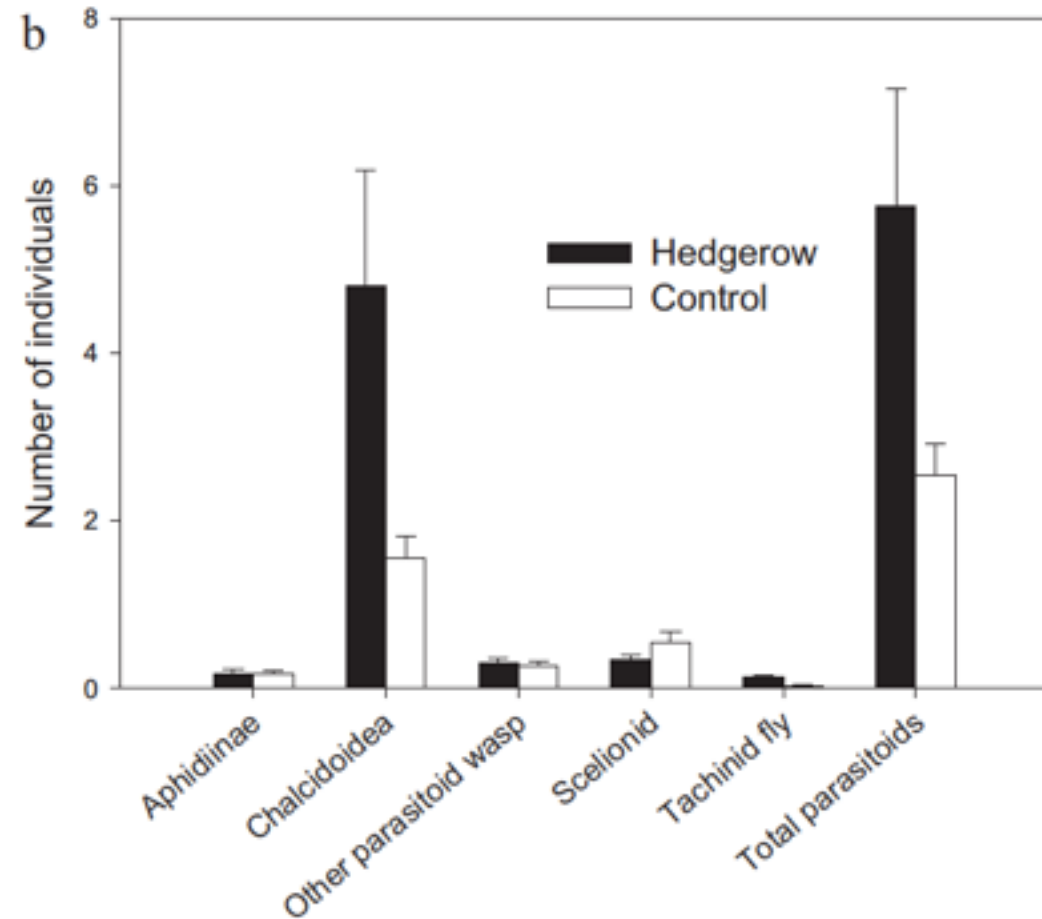 b
8
6
4
2
0
Number of individuals
Hedgerow
Control
Aphidiinae
Chalcidoidea
Other parasitoid wasp
Scelionid
Tachinid fly
Total parasitoids